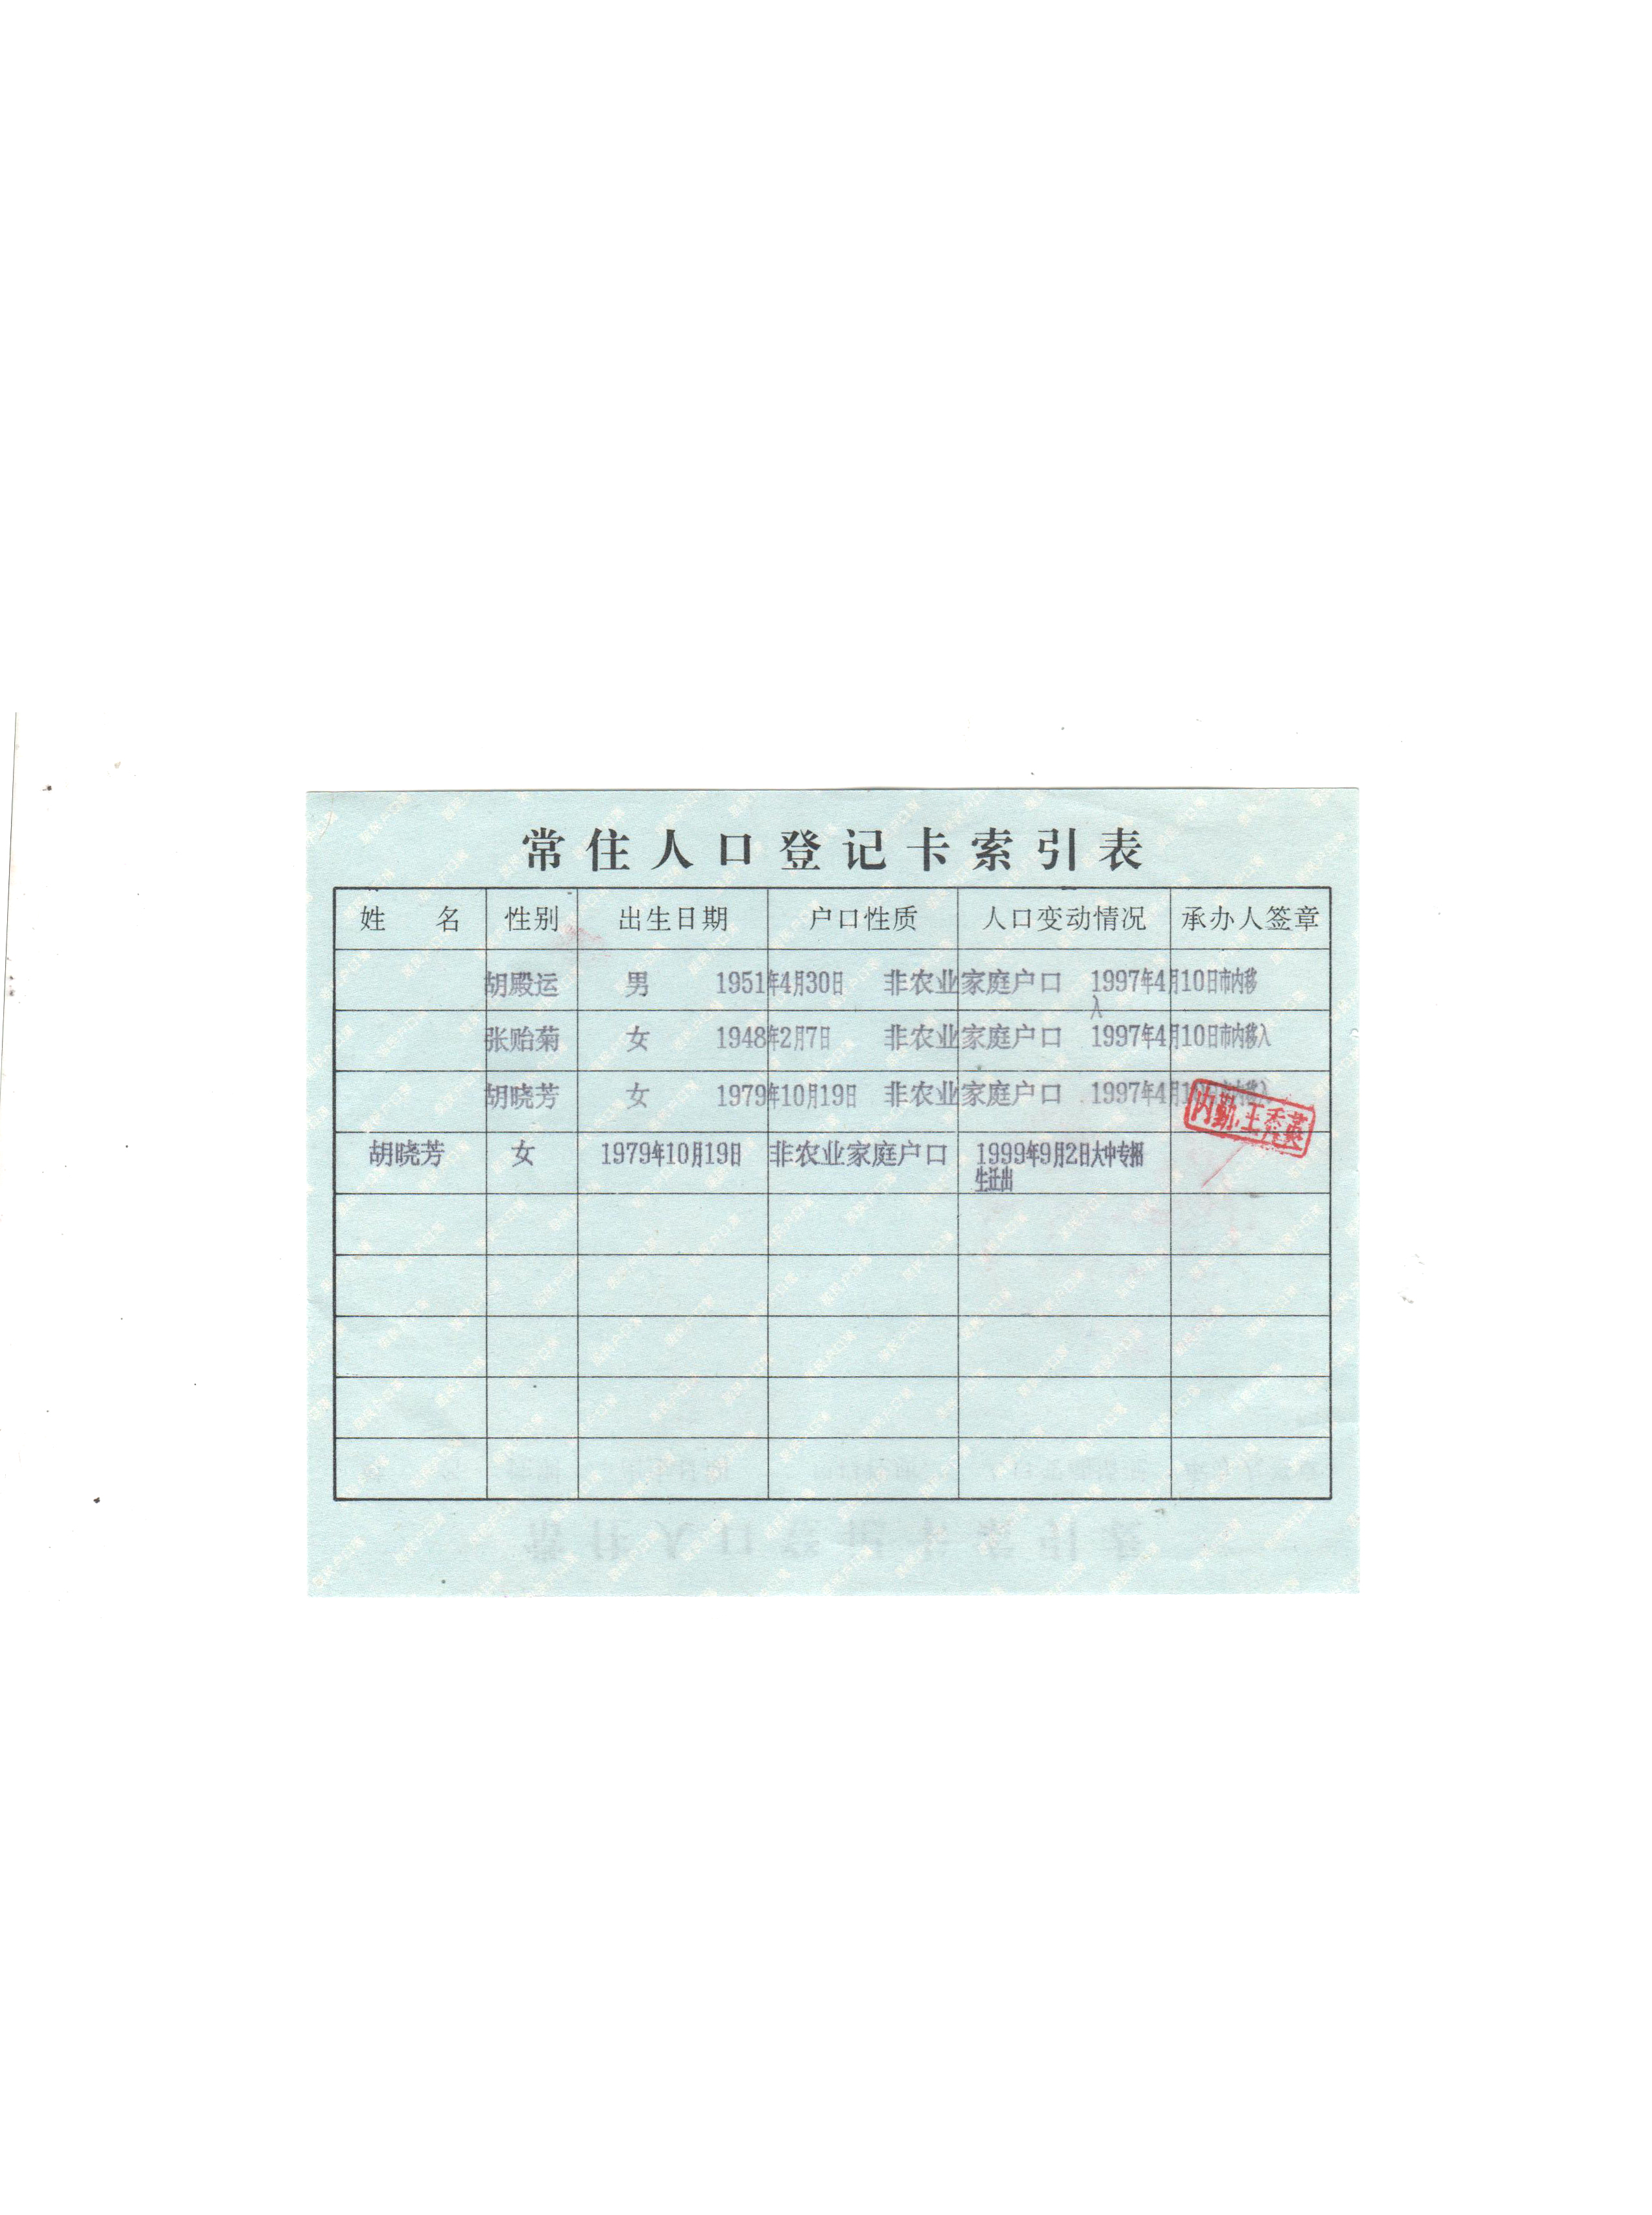 常住人口登记卡索引表
姓 名 性别 出生日期 户口性质 人口变动情况 承办人签章
胡殿运 男 1951年4月30日 非农业家庭户口 1997年4月10日市内移
入
张贻菊 女 1948年2月7日 非农业家庭户口 1997年4月10日市内移入
胡晓芳 女 1979年10月19日 非农业家庭户口 1997年4月10日市内移入
内勤:王秀
胡晓芳 女 1979年10月19日 非农业家庭户口 1999年9月2日大中专招
生迁出